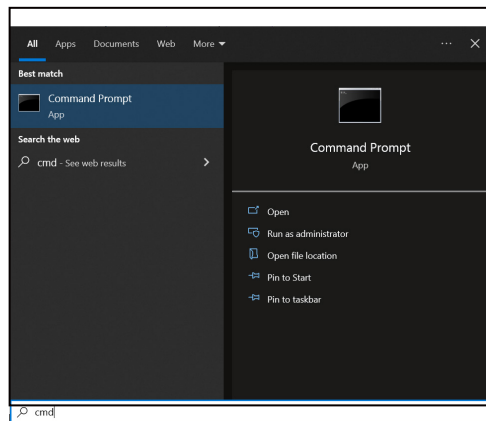 All Apps Documents Web More
Best match
Command Prompt
App
Search the web
cmd - See web results
Command Prompt
App
Open
Run as administrator
Open file location
Pin to Start
Pin to taskbar
cmd